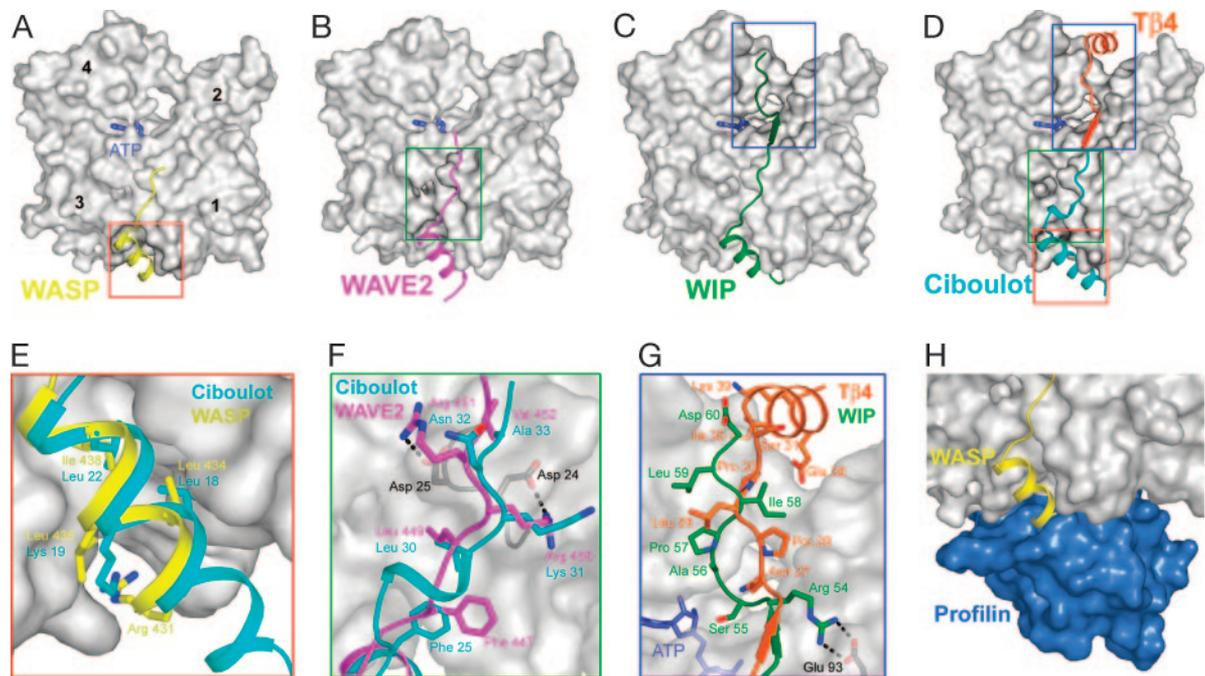 A
B
C
D
Tβ4
4
2
ATP
3
1
WASP
WAVE2
WIP
Ciboulot
E
F
G
H
Ciboulot
WASP
Ile 438
Leu 22
Leu 434
Leu 18
Lys 19
Arg 431
Ciboulot
WAVE2
Asn 32
Ala 33
Asp 25
Asp 24
Leu 30
Lys 31
Phe 25
Tβ4
WIP
Asp 60
Leu 59
Ile 58
Pro 57
Ala 56
Arg 54
Ser 55
ATP
Glu 93
WASP
Profilin